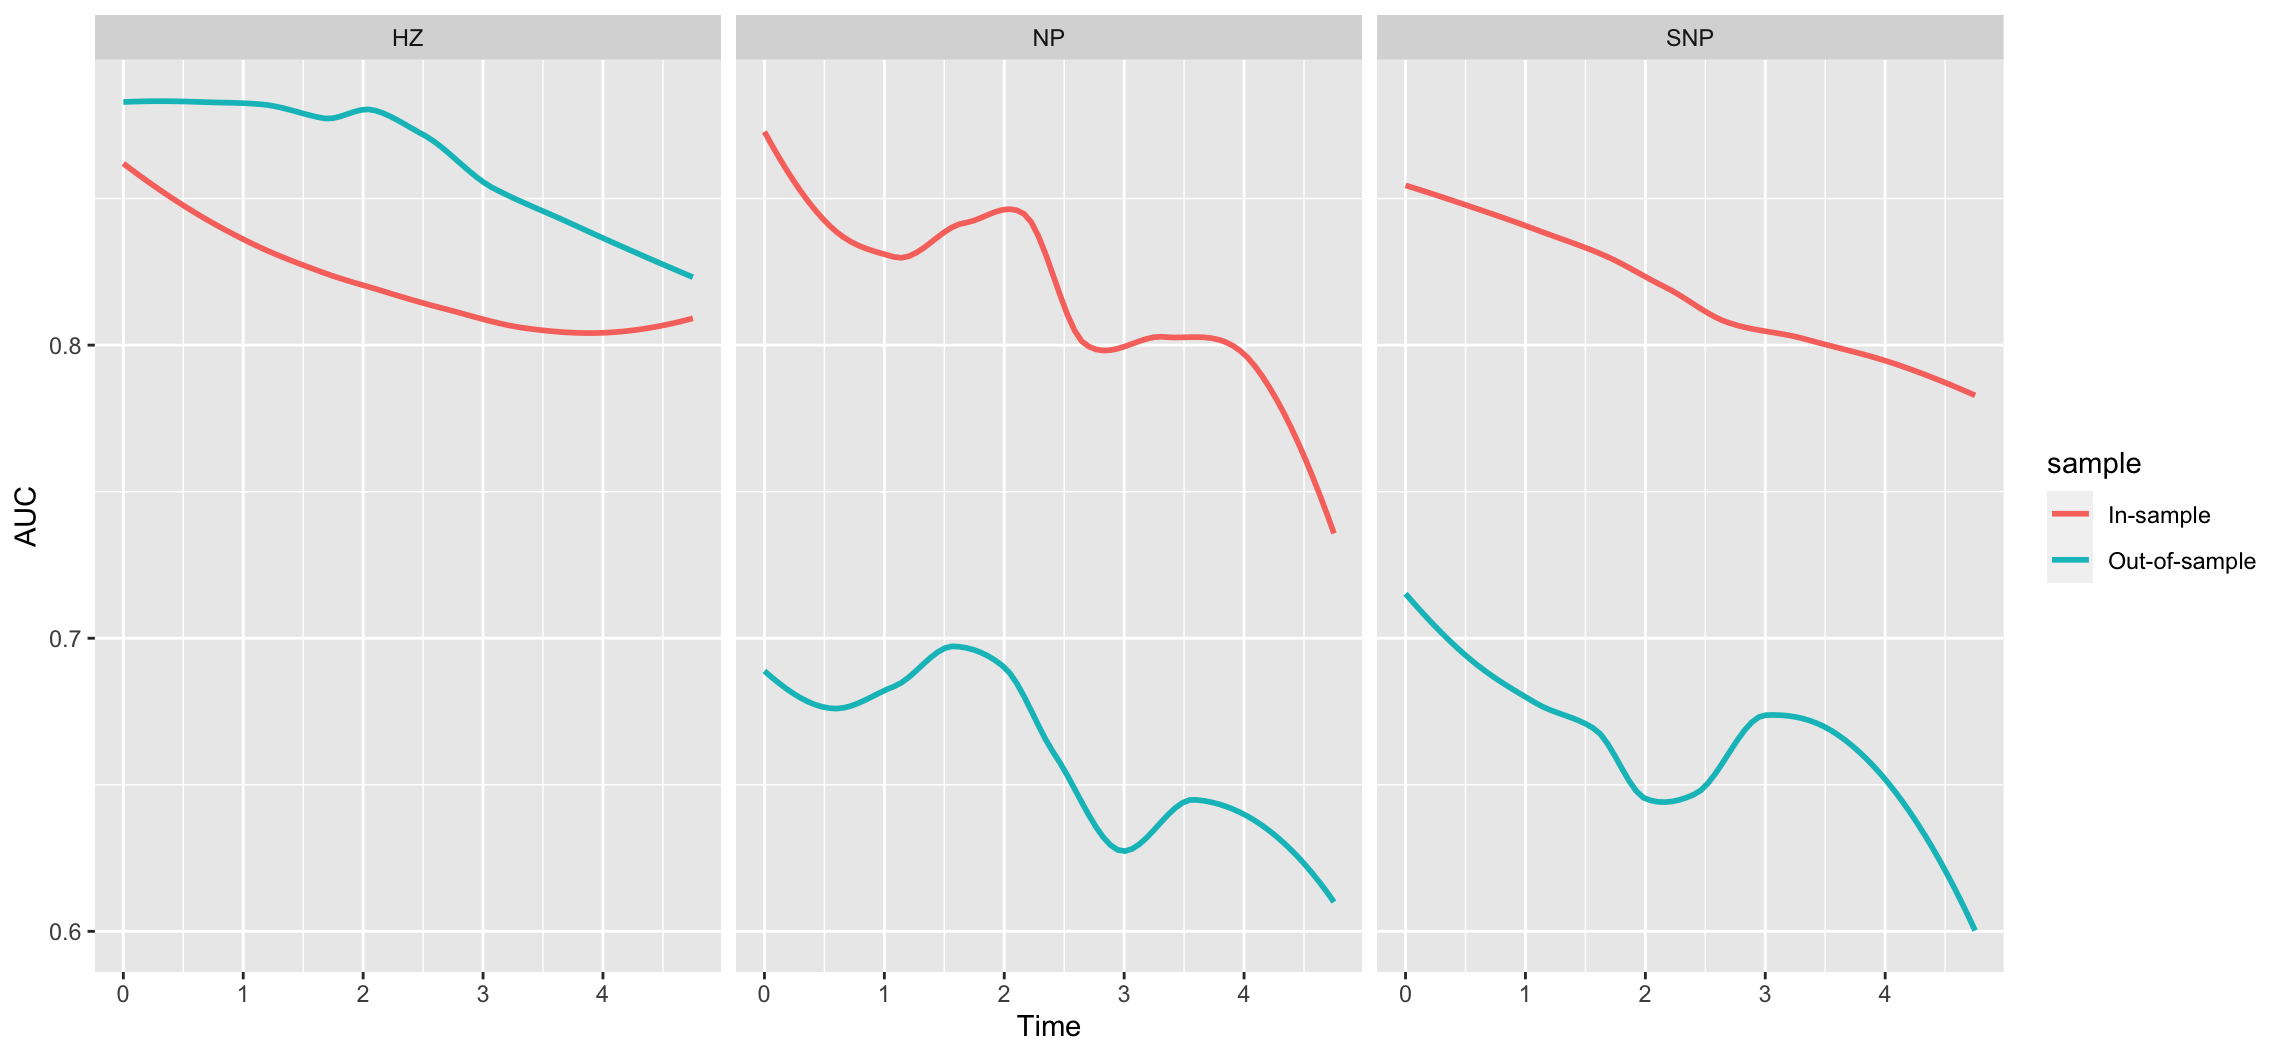 HZ
NP
SNP
AUC
0.8
0.7
0.6
0 1 2 3 4
0 1 2 3 4
0 1 2 3 4
Time
sample
In-sample
Out-of-sample